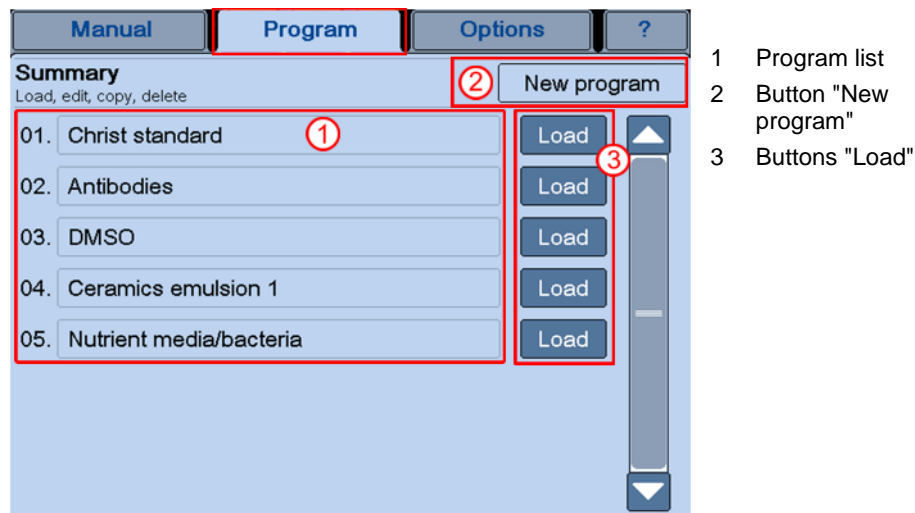 Manual Program Options ?
Summary
Load, edit, copy, delete
2 New program
01. Christ standard 1 Load
3
02. Antibodies Load
03. DMSO Load
04. Ceramics emulsion 1 Load
05. Nutrient media/bacteria Load
1 Program list
2 Button "New
program"
3 Buttons "Load"